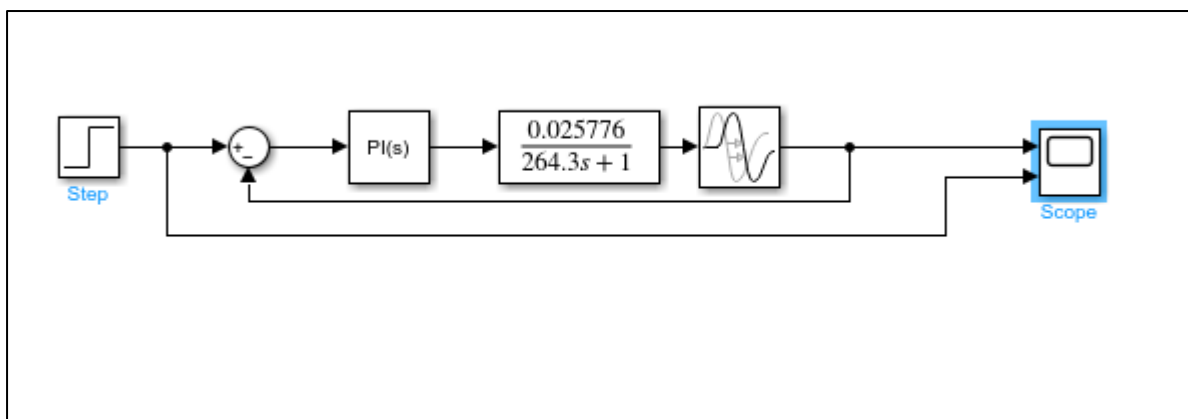 Step
+
−
PI(s)
0.025776
264.3s + 1
Scope